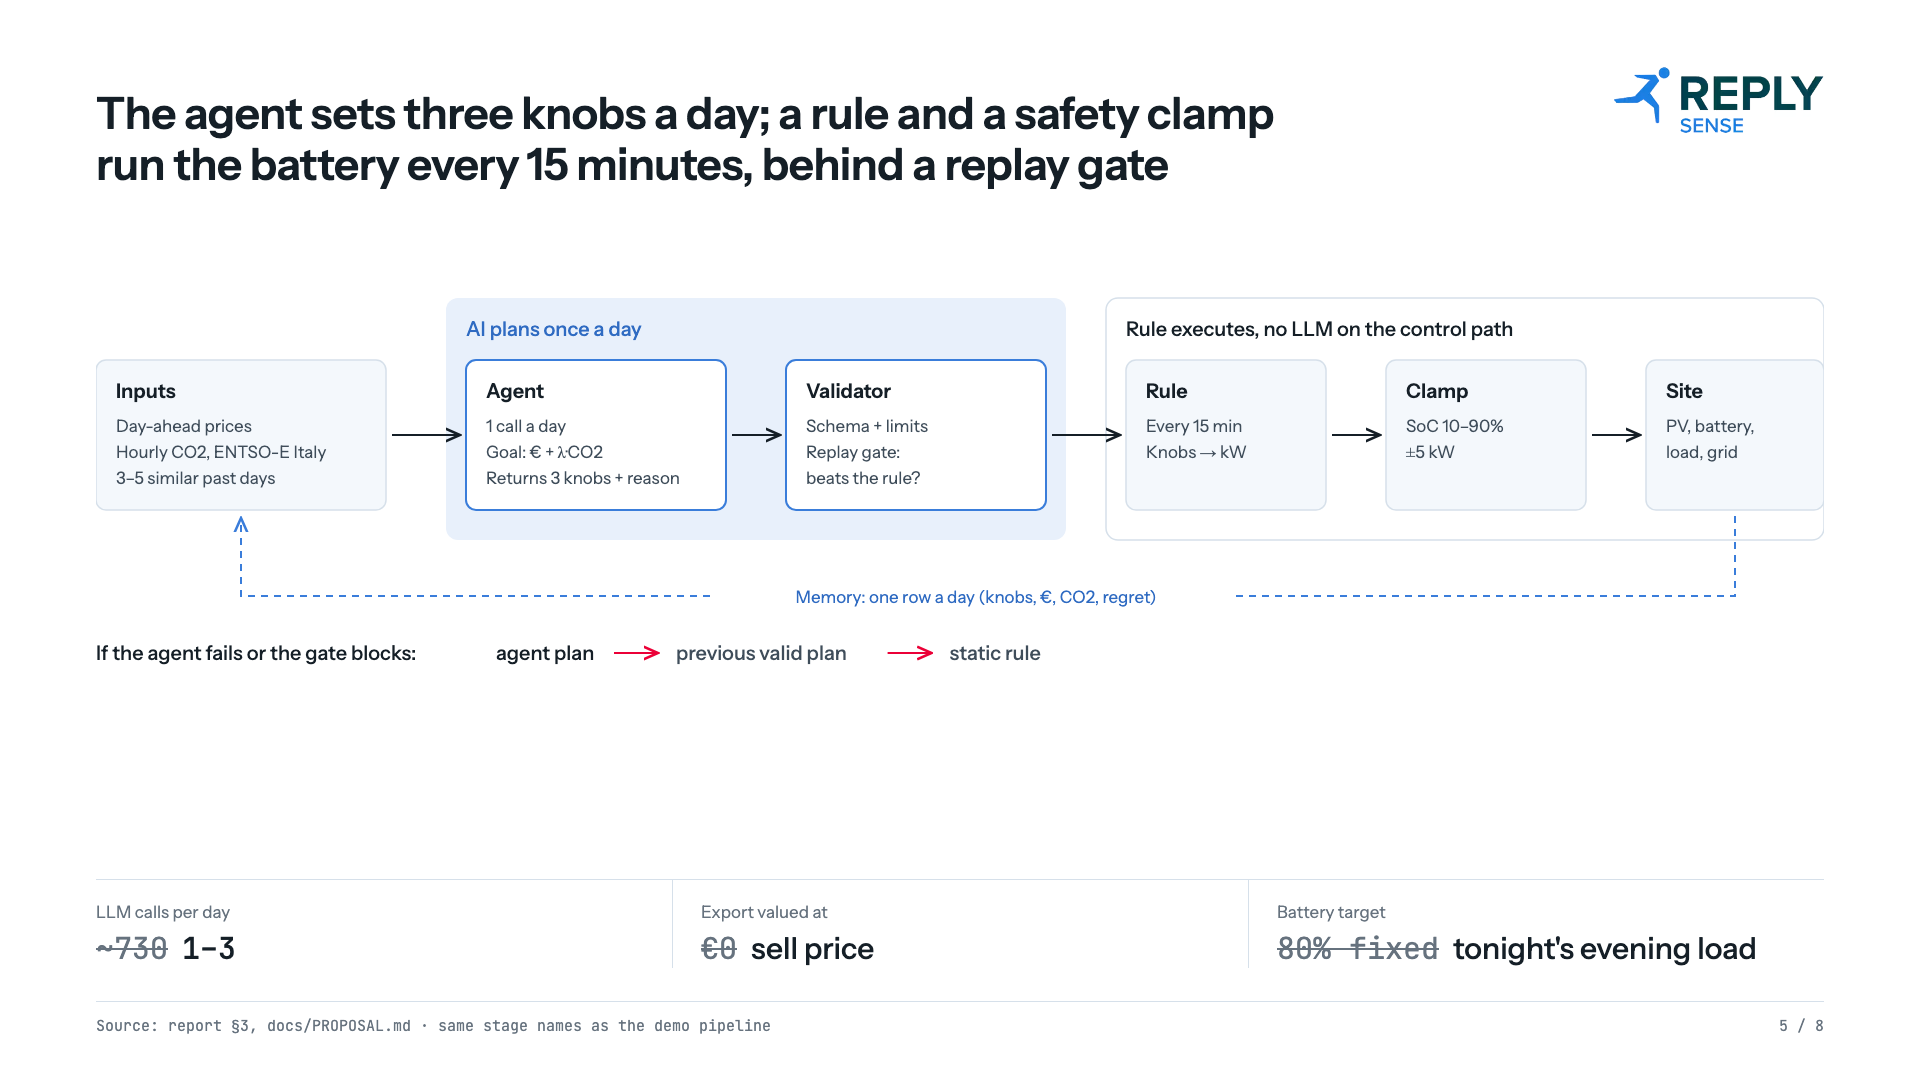 The agent sets three knobs a day; a rule and a safety clamp
run the battery every 15 minutes, behind a replay gate
REPLY
SENSE
AI plans once a day
Rule executes, no LLM on the control path
Inputs
Day-ahead prices
Hourly CO2, ENTSO-E Italy
3–5 similar past days
Agent
1 call a day
Goal: € + λ·CO2
Returns 3 knobs + reason
Validator
Schema + limits
Replay gate:
beats the rule?
Rule
Every 15 min
Knobs → kW
Clamp
SoC 10–90%
±5 kW
Site
PV, battery,
load, grid
Memory: one row a day (knobs, €, CO2, regret)
If the agent fails or the gate blocks: agent plan → previous valid plan → static rule
LLM calls per day
~730 1–3
Export valued at
€0 sell price
Battery target
80% fixed tonight's evening load
Source: report §3, docs/PROPOSAL.md · same stage names as the demo pipeline
5 / 8